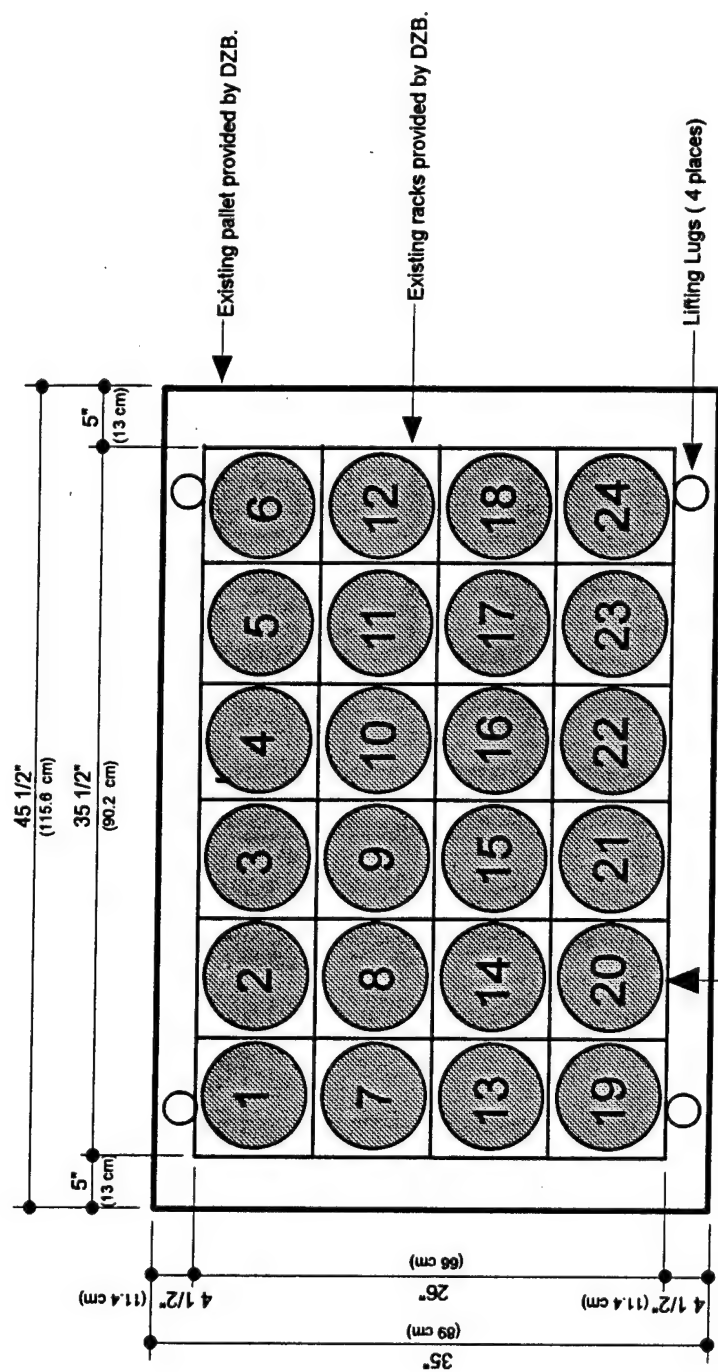 45 1/2"
(115.6 cm)
5"
(13 cm)
35 1/2"
(90.2 cm)
5"
(13 cm)
Existing pallet provided by DZB.
Existing racks provided by DZB.
Lifting Lugs ( 4 places)
35"
(89 cm)
4 1/2"
(11.4 cm)
26"
(66 cm)
4 1/2" (11.4 cm)
1 2 3 4 5 6
7 8 9 10 11 12
13 14 15 16 17 18
19 20 21 22 23 24